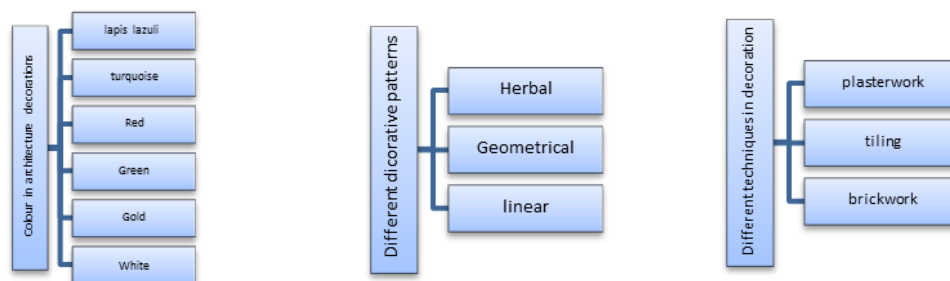 Colour in architecture decorations
lapis lazuli
turquoise
Red
Green
Gold
White
Different dicorative patterns
Herbal
Geometrical
linear
Different techniques in decoration
plasterwork
tiling
brickwork